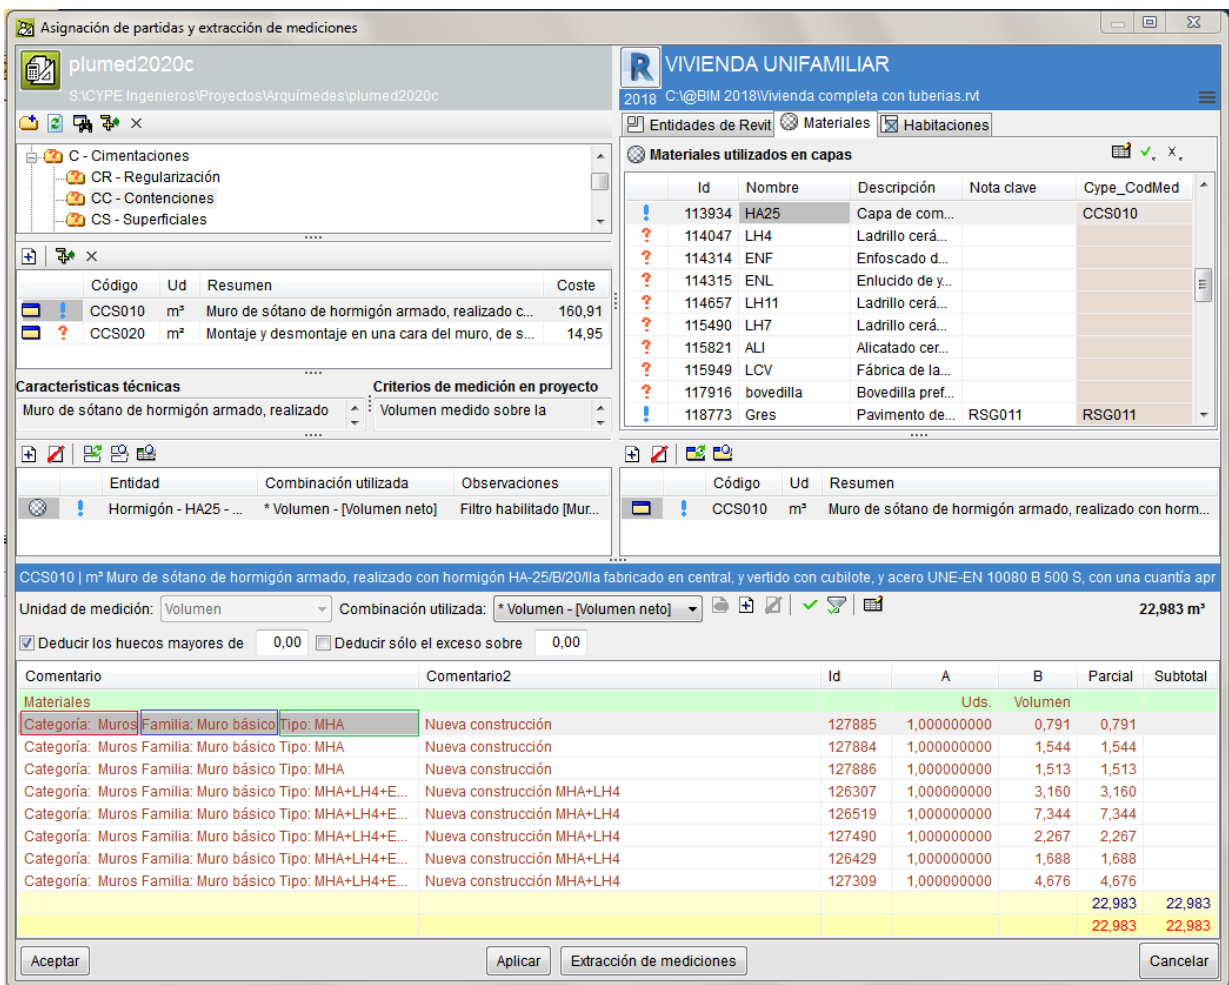 Asignación de partidas y extracción de mediciones
plumed2020c
S:\CYPE Ingenieros\Proyectos\Arquímedes\plumed2020c
C - Cimentaciones
CR - Regularización
CC - Contenciones
CS - Superficiales
Código Ud Resumen Coste
CCS010 m³ Muro de sótano de hormigón armado, realizado c... 160,91
CCS020 m² Montaje y desmontaje en una cara del muro, de s... 14,95
Características técnicas Criterios de medición en proyecto
Muro de sótano de hormigón armado, realizado Volumen medido sobre la
Entidad Combinación utilizada Observaciones
Hormigón - HA25 - ... * Volumen - [Volumen neto] Filtro habilitado [Mur...
R VIVIENDA UNIFAMILIAR
2018 C:\@BIM 2018\Vivienda completa con tuberias.rvt
Entidades de Revit Materiales Habitaciones
Materiales utilizados en capas
Id Nombre Descripción Nota clave Cype_CodMed
! 113934 HA25 Capa de com... CCS010
? 114047 LH4 Ladrillo cerá...
? 114314 ENF Enfoscado d...
? 114315 ENL Enlucido de y...
? 114657 LH11 Ladrillo cerá...
? 115490 LH7 Ladrillo cerá...
? 115821 ALI Alicatado cer...
? 115949 LCV Fábrica de la...
? 117916 bovedilla Bovedilla pref...
! 118773 Gres Pavimento de... RSG011 RSG011
Código Ud Resumen
! CCS010 m³ Muro de sótano de hormigón armado, realizado con horm...
CCS010 | m³ Muro de sótano de hormigón armado, realizado con hormigón HA-25/B/20/IIa fabricado en central, y vertido con cubilote, y acero UNE-EN 10080 B 500 S, con una cuantía apr
Unidad de medición: Volumen Combinación utilizada: * Volumen - [Volumen neto] 22,983 m³
Deducir los huecos mayores de 0,00 Deducir sólo el exceso sobre 0,00
Comentario Comentario2 Id A B Parcial Subtotal
Materiales Uds. Volumen
Categoría: Muros Familia: Muro básico Tipo: MHA Nueva construcción 127885 1,000000000 0,791 0,791
Categoría: Muros Familia: Muro básico Tipo: MHA Nueva construcción 127884 1,000000000 1,544 1,544
Categoría: Muros Familia: Muro básico Tipo: MHA Nueva construcción 127886 1,000000000 1,513 1,513
Categoría: Muros Familia: Muro básico Tipo: MHA+LH4+E... Nueva construcción MHA+LH4 126307 1,000000000 3,160 3,160
Categoría: Muros Familia: Muro básico Tipo: MHA+LH4+E... Nueva construcción MHA+LH4 126519 1,000000000 7,344 7,344
Categoría: Muros Familia: Muro básico Tipo: MHA+LH4+E... Nueva construcción MHA+LH4 127490 1,000000000 2,267 2,267
Categoría: Muros Familia: Muro básico Tipo: MHA+LH4+E... Nueva construcción MHA+LH4 126429 1,000000000 1,688 1,688
Categoría: Muros Familia: Muro básico Tipo: MHA+LH4+E... Nueva construcción MHA+LH4 127309 1,000000000 4,676 4,676
22,983 22,983
22,983 22,983
Aceptar Aplicar Extracción de mediciones Cancelar